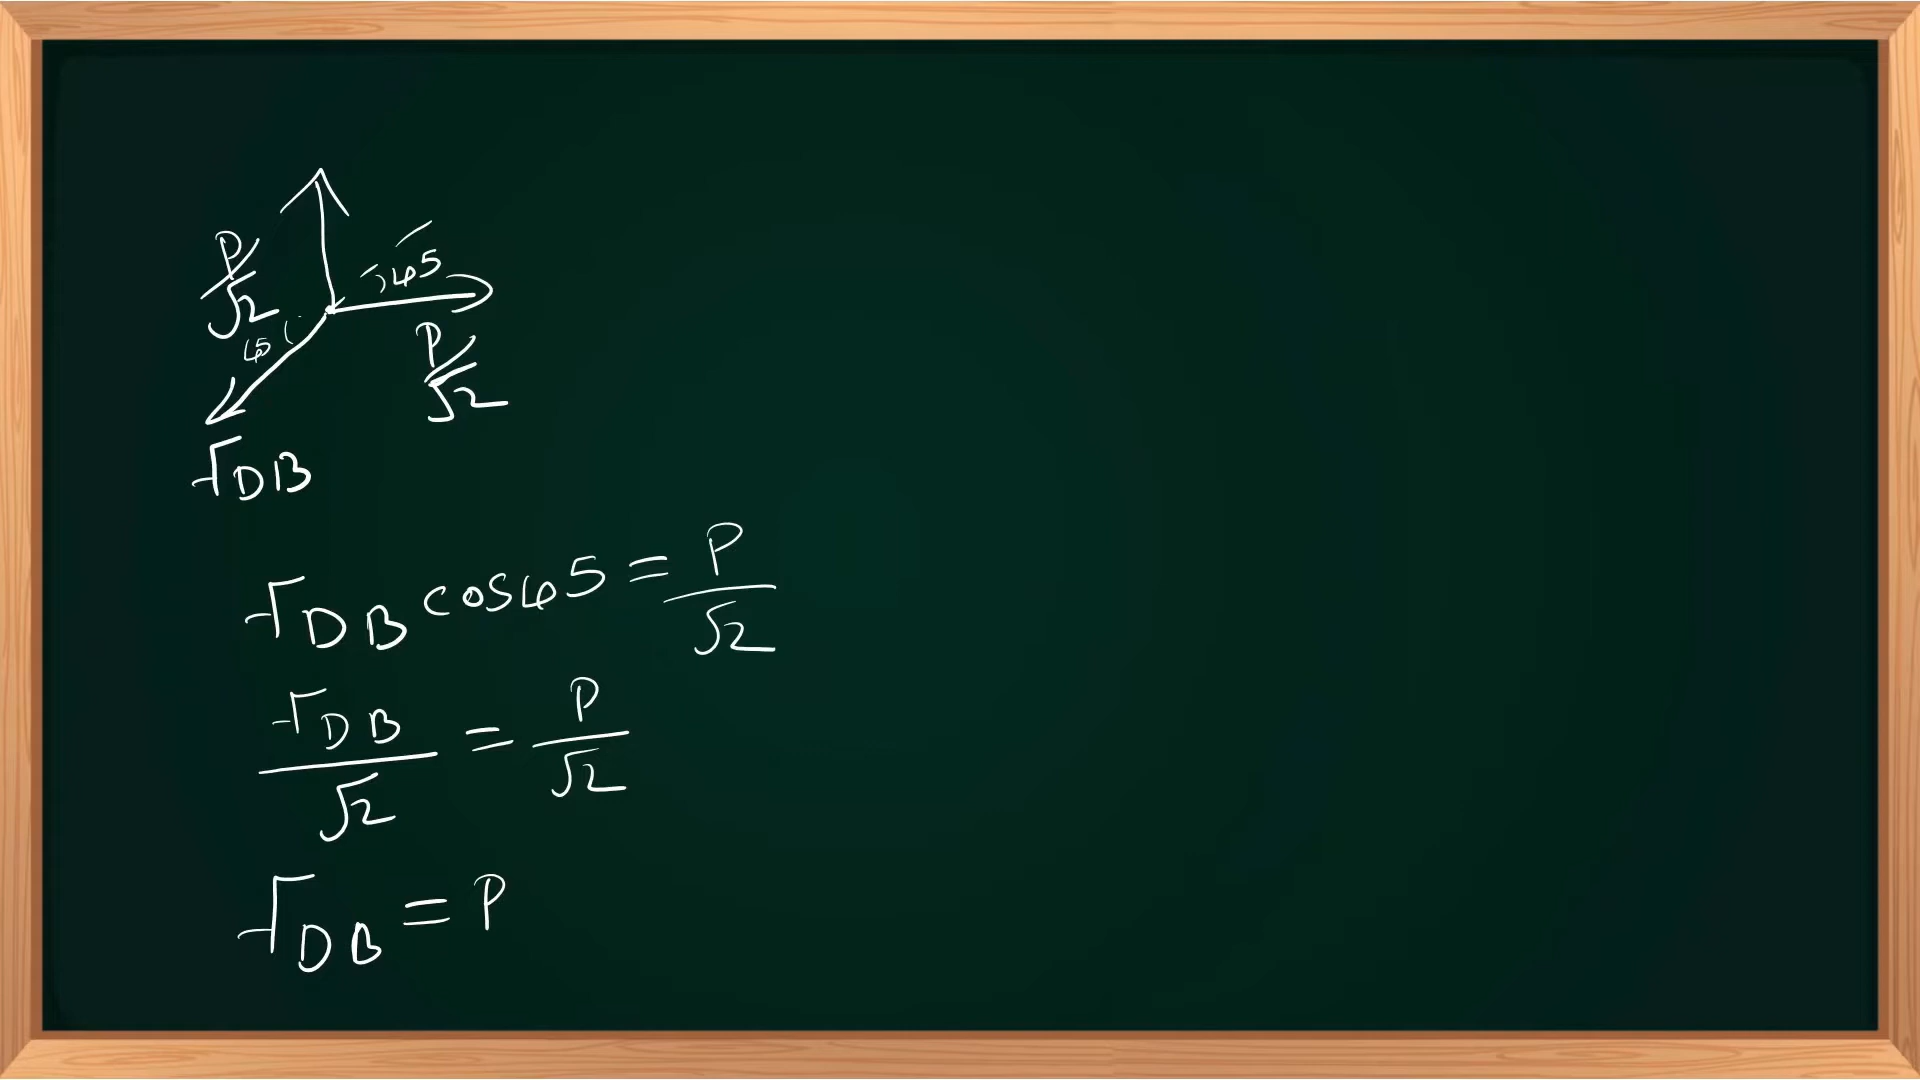 P/√2
45
45
P/√2
F_DB
F_DB cos45 = P/√2
F_DB/√2 = P/√2
F_DB = P